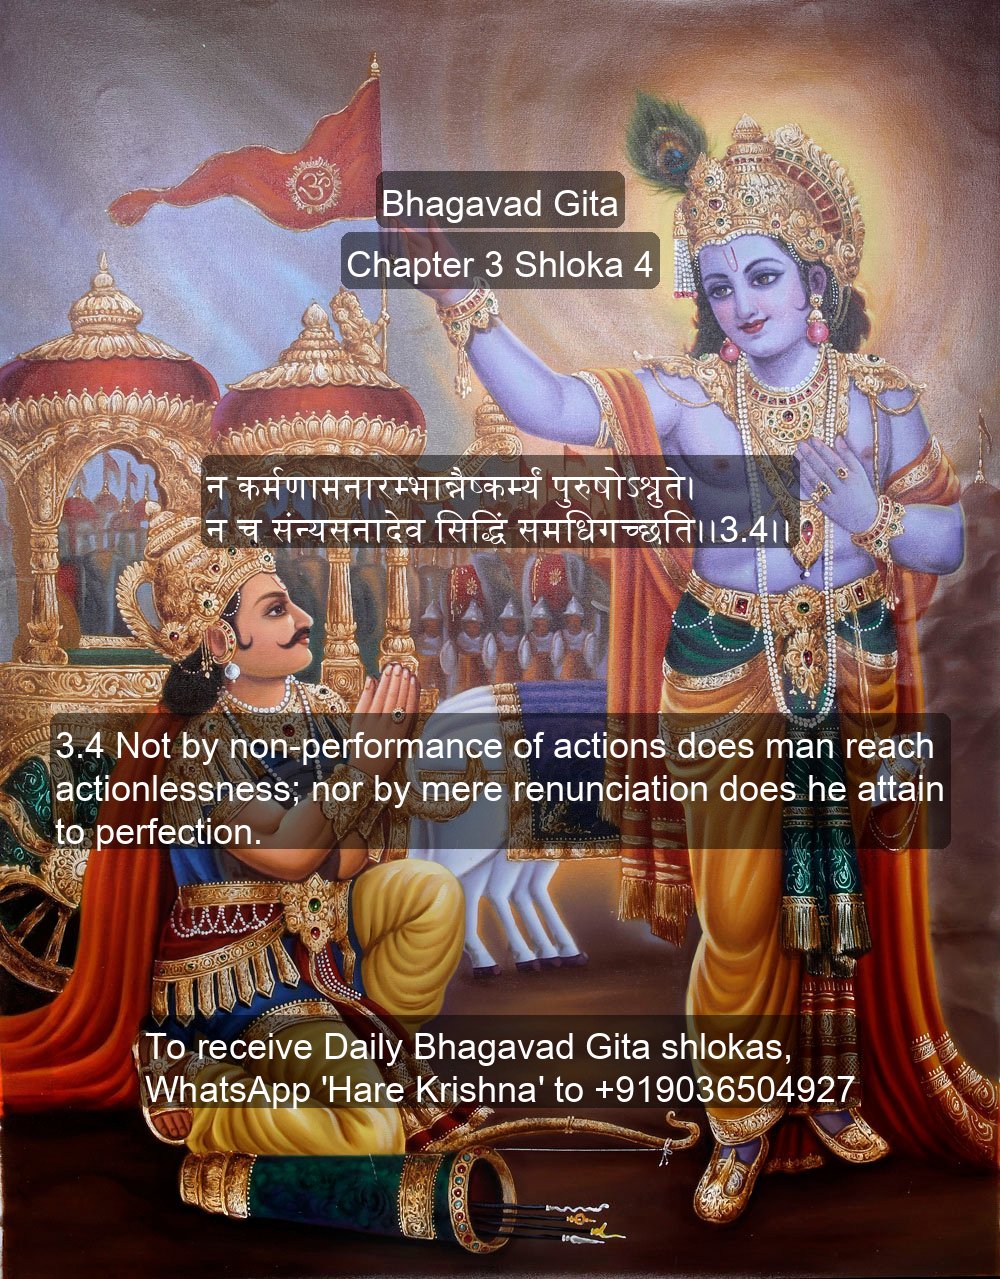 Bhagavad Gita
Chapter 3 Shloka 4
न कर्मणामनारम्भान्नैष्कर्म्यं पुरुषोऽश्नुते।
न च संन्यसनादेव सिद्धिं समधिगच्छति।।3.4।।
3.4 Not by non-performance of actions does man reach
actionlessness; nor by mere renunciation does he attain
to perfection.
To receive Daily Bhagavad Gita shlokas,
WhatsApp 'Hare Krishna' to +919036504927